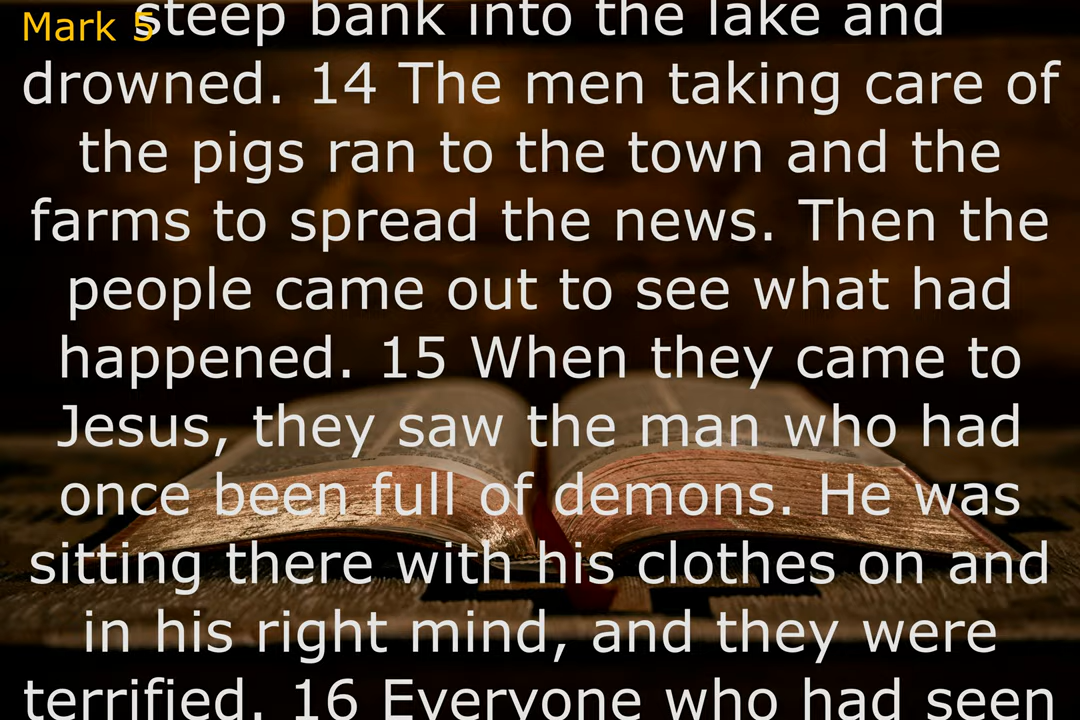 Mark 5
steep bank into the lake and
drowned. 14 The men taking care of
the pigs ran to the town and the
farms to spread the news. Then the
people came out to see what had
happened. 15 When they came to
Jesus, they saw the man who had
once been full of demons. He was
sitting there with his clothes on and
in his right mind, and they were
terrified. 16 Everyone who had seen